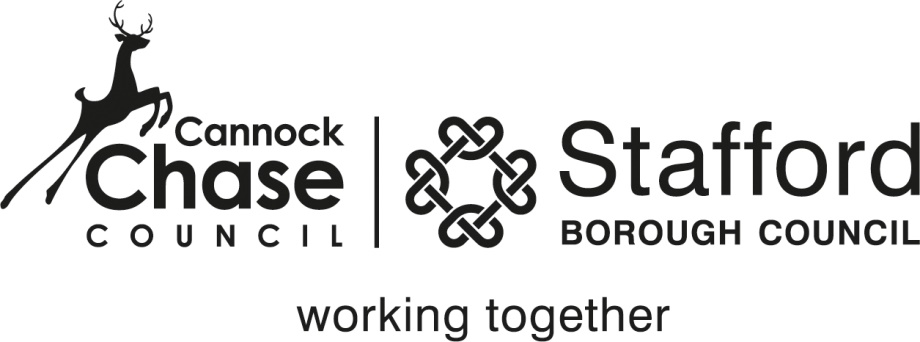 Cannock
Chase
COUNCIL
Stafford
BOROUGH COUNCIL
working together